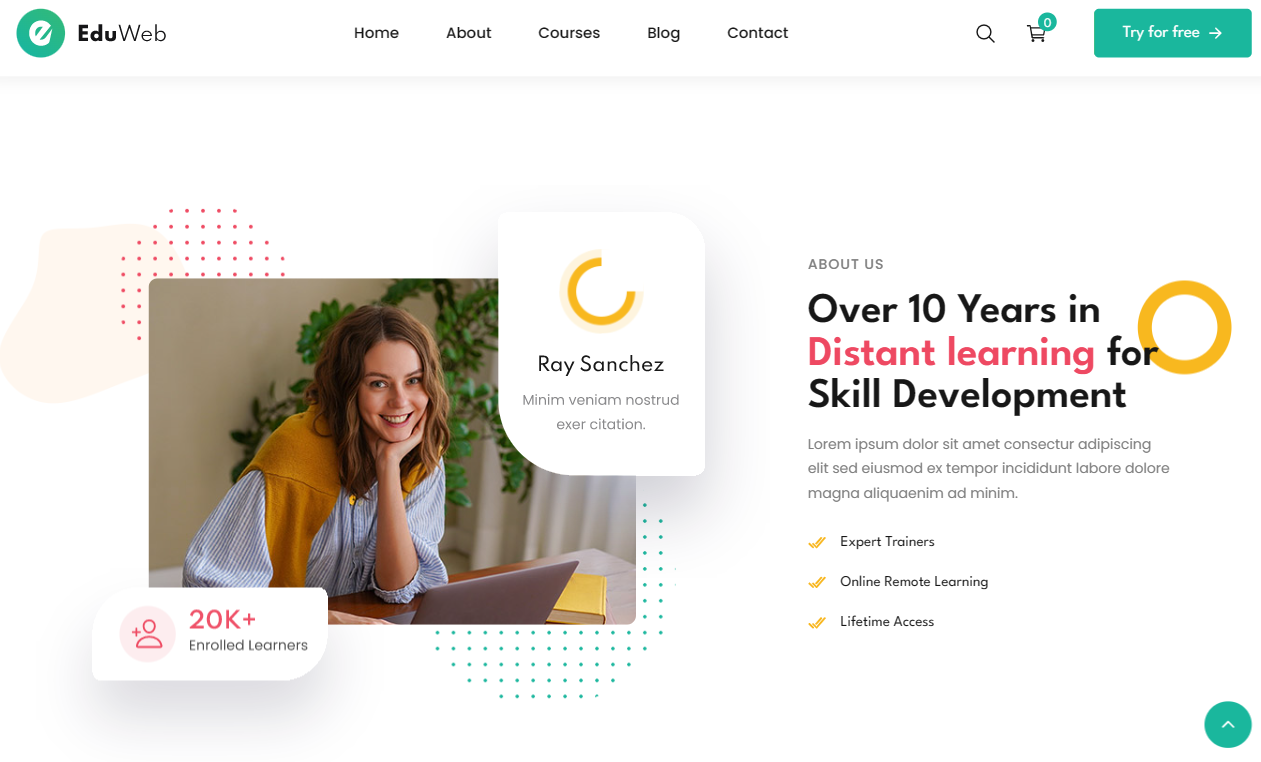 EduWeb
Home
About
Courses
Blog
Contact
0
Try for free
Ray Sanchez
Minim veniam nostrud
exer citation.
20K+
Enrolled Learners
ABOUT US
Over 10 Years in
Distant learning for
Skill Development
Lorem ipsum dolor sit amet consectur adipiscing
elit sed eiusmod ex tempor incididunt labore dolore
magna aliquaenim ad minim.
Expert Trainers
Online Remote Learning
Lifetime Access